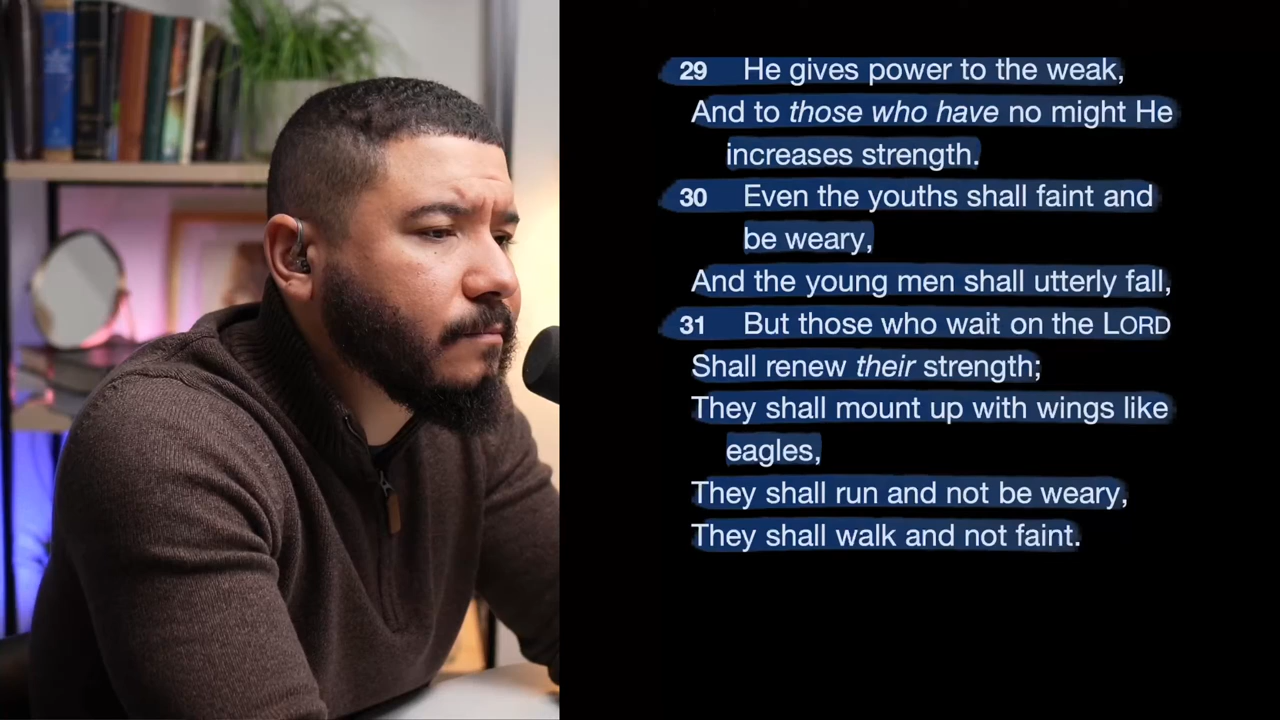 29 He gives power to the weak,
And to those who have no might He
increases strength.
30 Even the youths shall faint and
be weary,
And the young men shall utterly fall,
31 But those who wait on the LORD
Shall renew their strength;
They shall mount up with wings like
eagles,
They shall run and not be weary,
They shall walk and not faint.